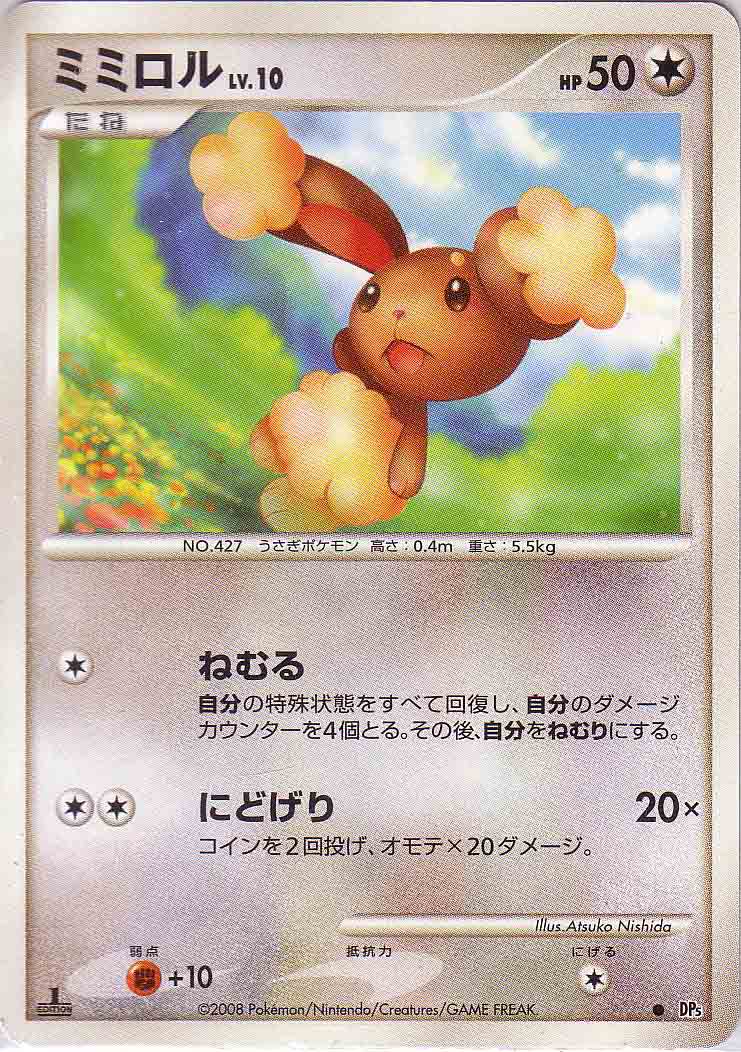 ミミロル LV.10 HP 50
たね
NO.427 うさぎポケモン 高さ：0.4m 重さ：5.5kg
ねむる
自分の特殊状態をすべて回復し、自分のダメージ
カウンターを4個とる。その後、自分をねむりにする。
にどげり 20×
コインを2回投げ、オモテ×20ダメージ。
Illus.Atsuko Nishida
弱点 抵抗力 にげる
+10
1 EDITION
©2008 Pokémon/Nintendo/Creatures/GAME FREAK.
DP5